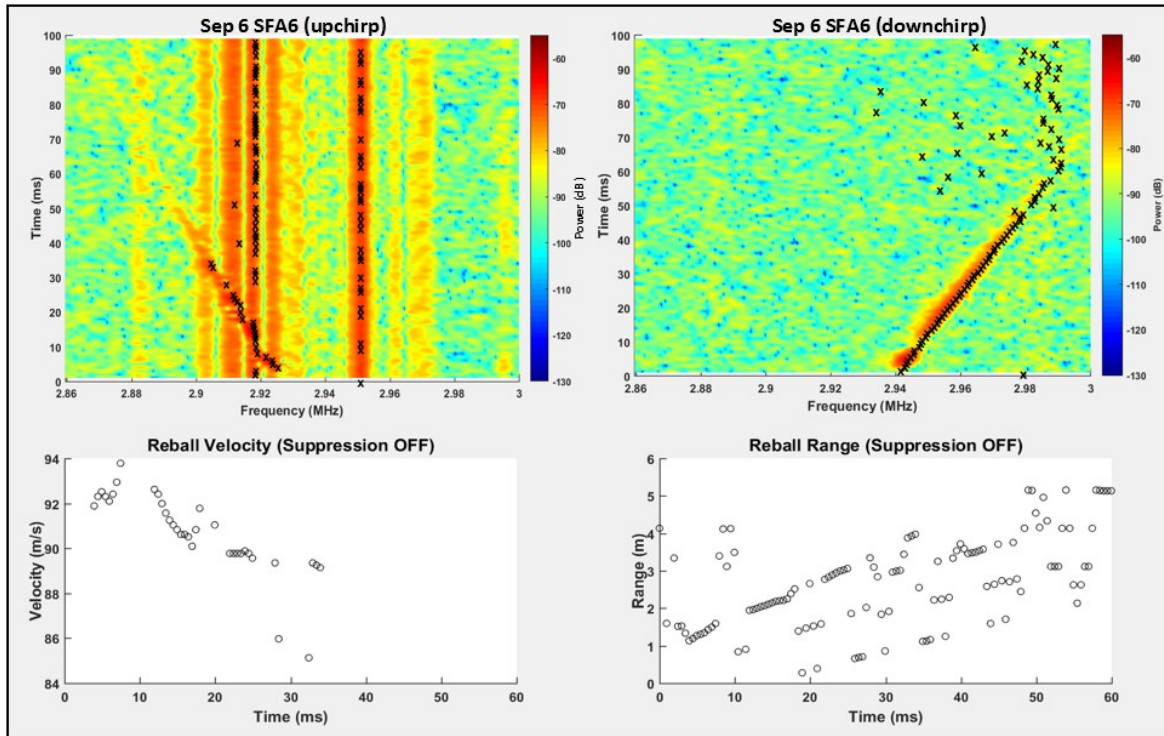 Sep 6 SFA6 (upchirp)
100
90
80
70
60
50
40
30
20
10
0
Time (ms)
2.86 2.88 2.9 2.92 2.94 2.96 2.98 3
Frequency (MHz)
-60
-70
-80
-90
-100
-110
-120
-130
Power (dB)
Sep 6 SFA6 (downchirp)
100
90
80
70
60
50
40
30
20
10
0
Time (ms)
2.86 2.88 2.9 2.92 2.94 2.96 2.98 3
Frequency (MHz)
-60
-70
-80
-90
-100
-110
-120
-130
Power (dB)
Reball Velocity (Suppression OFF)
94
92
90
88
86
84
Velocity (m/s)
0 10 20 30 40 50 60
Time (ms)
Reball Range (Suppression OFF)
6
5
4
3
2
1
0
Range (m)
0 10 20 30 40 50 60
Time (ms)